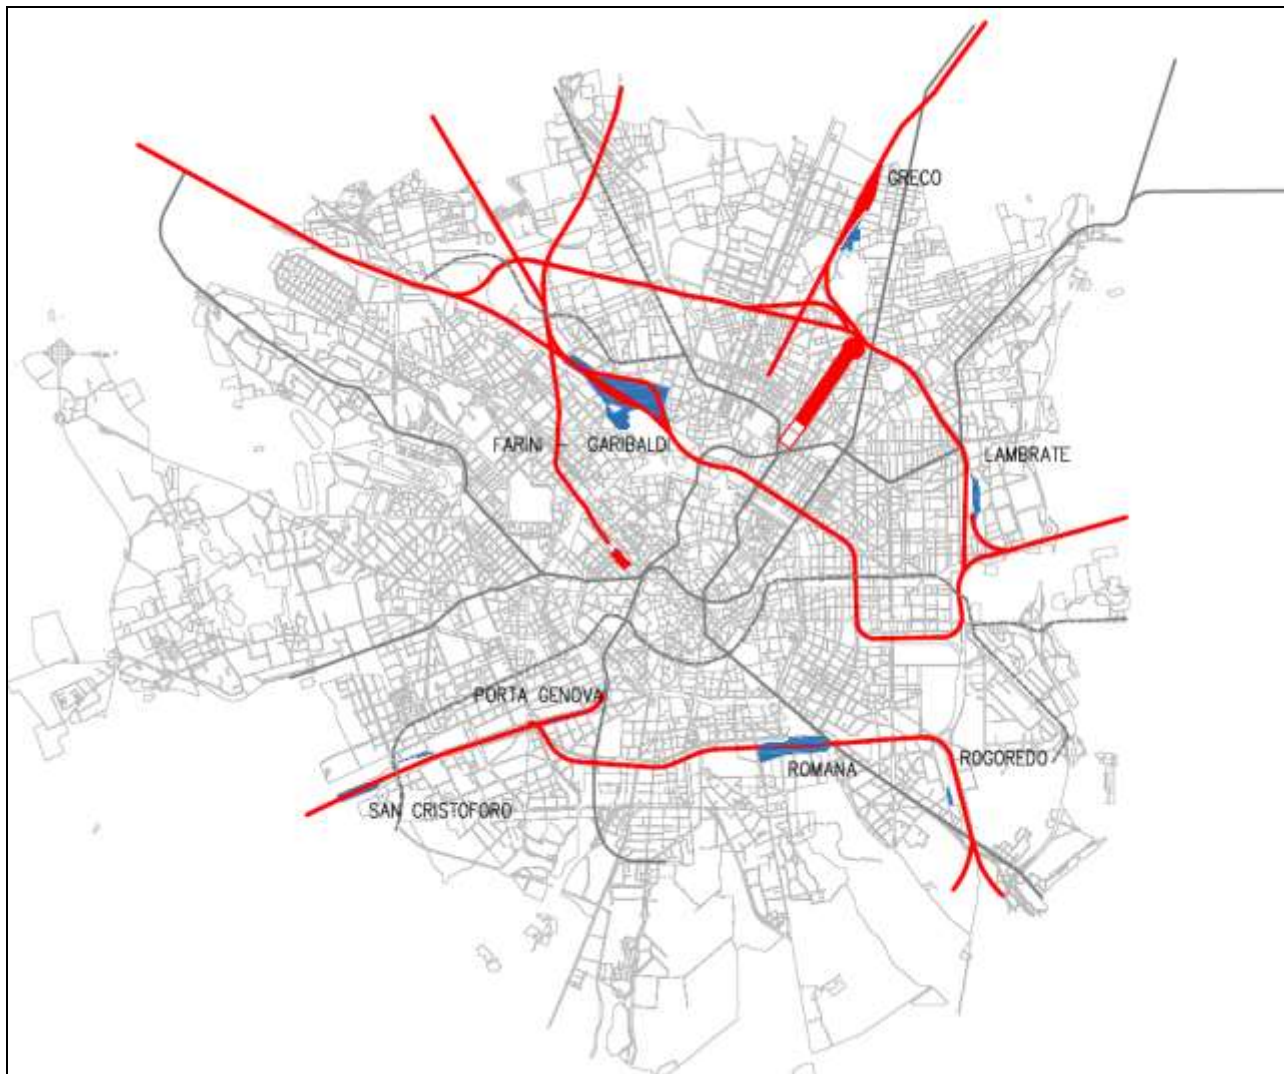 GRECO
FARINI - GARIBALDI
LAMBRATE
PORTA GENOVA
ROGOREDO
ROMANA
SAN CRISTOFORO